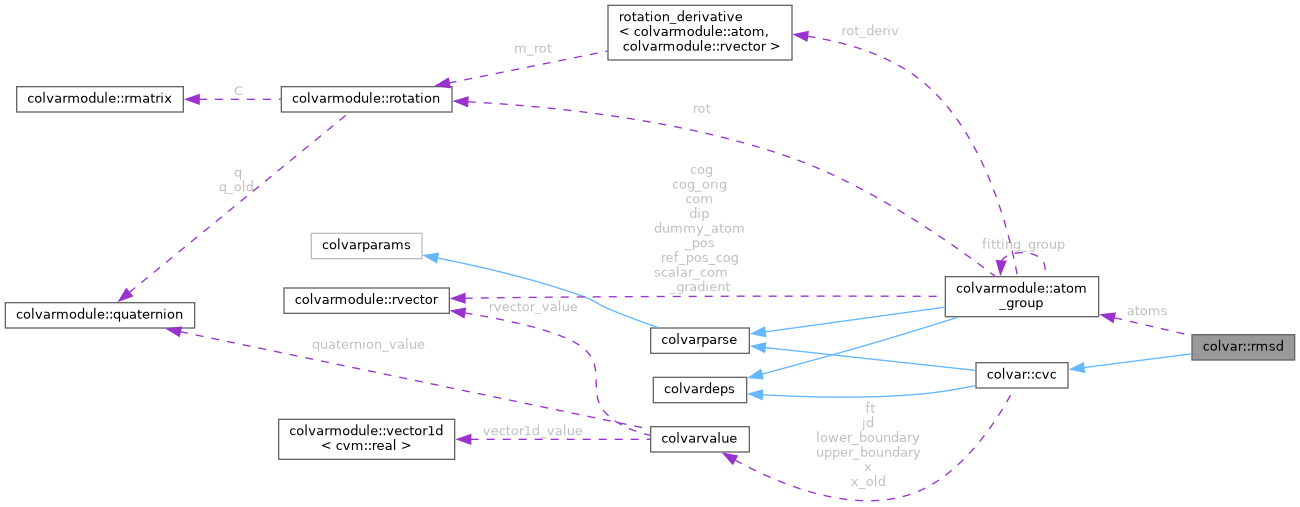 rotation_derivative
< colvarmodule::atom,
colvarmodule::rvector >
rot_deriv
m_rot
C
colvarmodule::rmatrix
colvarmodule::rotation
rot
q
q_old
cog
cog_orig
com
dip
dummy_atom
_pos
ref_pos_cog
scalar_com
_gradient
colvarparams
fitting_group
colvarmodule::atom
_group
colvarmodule::rvector
rvector_value
colvarmodule::quaternion
atoms
quaternion_value
colvarparse
colvar::rmsd
colvar::cvc
colvardeps
ft
jd
lower_boundary
upper_boundary
x
x_old
colvarmodule::vector1d
< cvm::real >
vector1d_value
colvarvalue